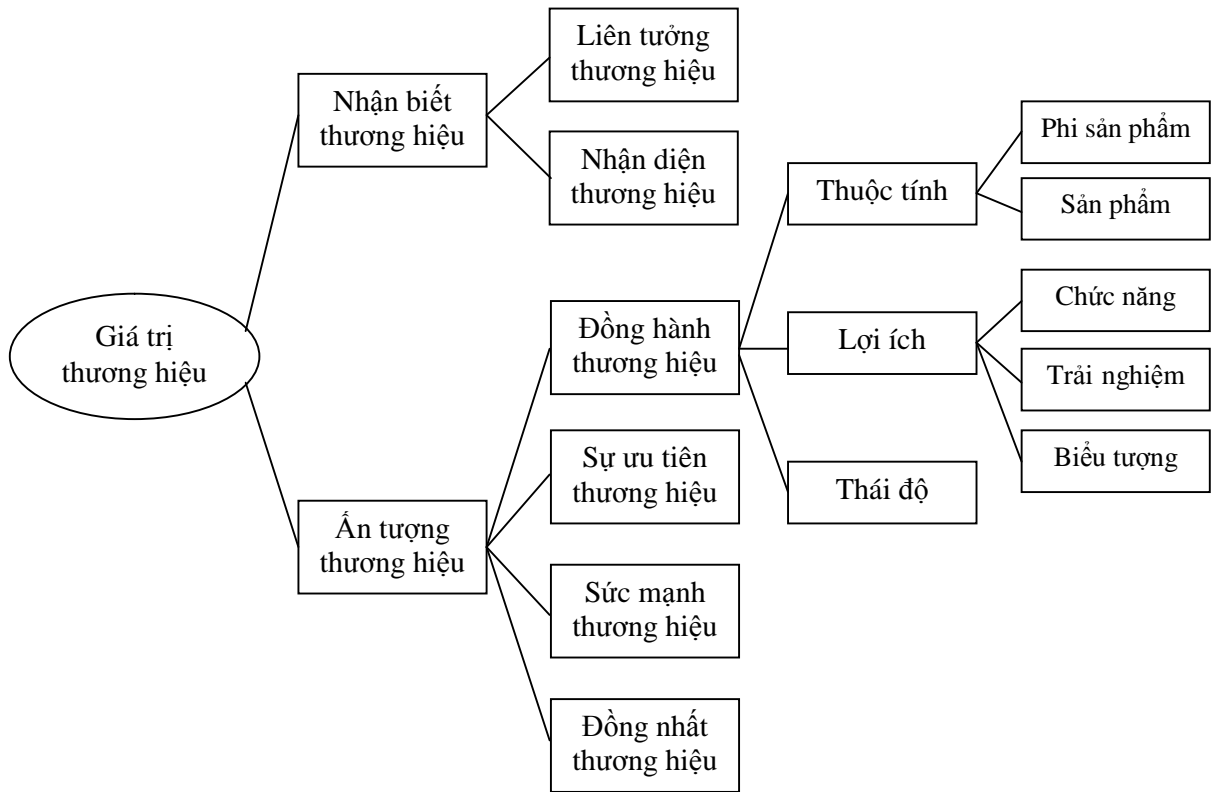 Liên tưởng
thương hiệu
Nhận biết
thương hiệu
Nhận diện
thương hiệu
Phi sản phẩm
Thuộc tính
Sản phẩm
Giá trị
thương hiệu
Đồng hành
thương hiệu
Lợi ích
Chức năng
Trải nghiệm
Biểu tượng
Sự ưu tiên
thương hiệu
Thái độ
Ấn tượng
thương hiệu
Sức mạnh
thương hiệu
Đồng nhất
thương hiệu